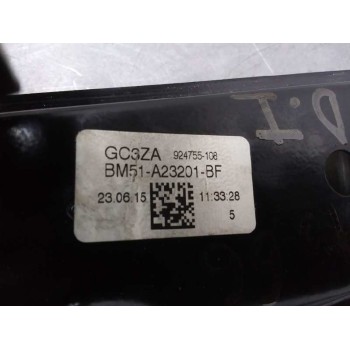 GC3ZA 924755-108
BM51-A23201-BF
23.06.15 11:33:28
5
I.D